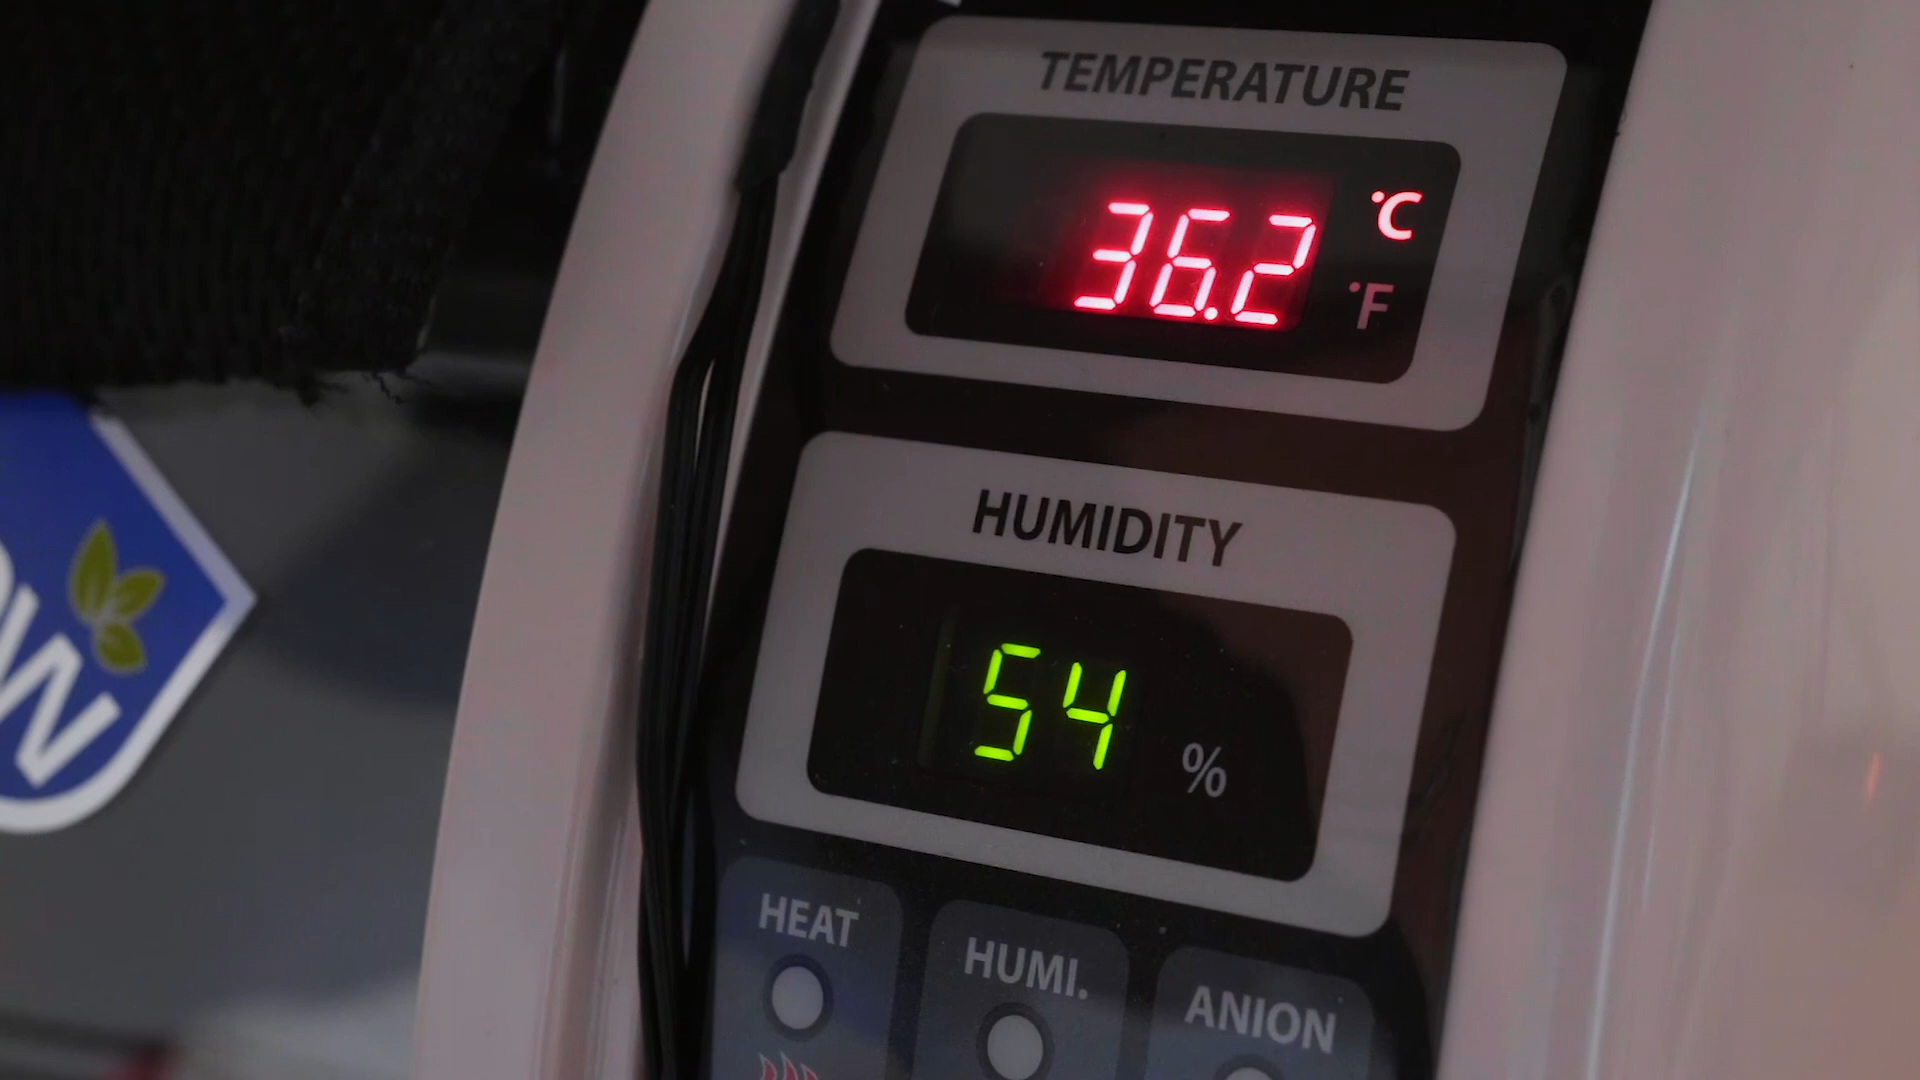 TEMPERATURE
36.2
°C
°F
HUMIDITY
54
%
HEAT
HUMI.
ANION